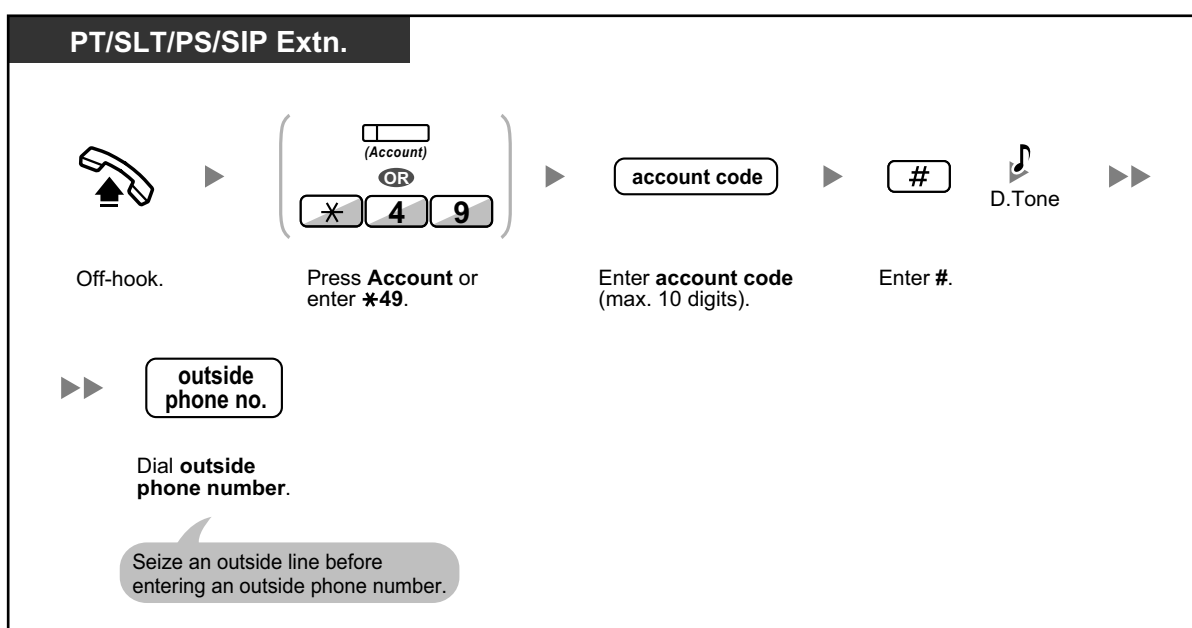 PT/SLT/PS/SIP Extn.
(Account)
OR
* 4 9
account code
#
D.Tone
Off-hook.
Press Account or
enter *49.
Enter account code
(max. 10 digits).
Enter #.
outside
phone no.
Dial outside
phone number.
Seize an outside line before
entering an outside phone number.